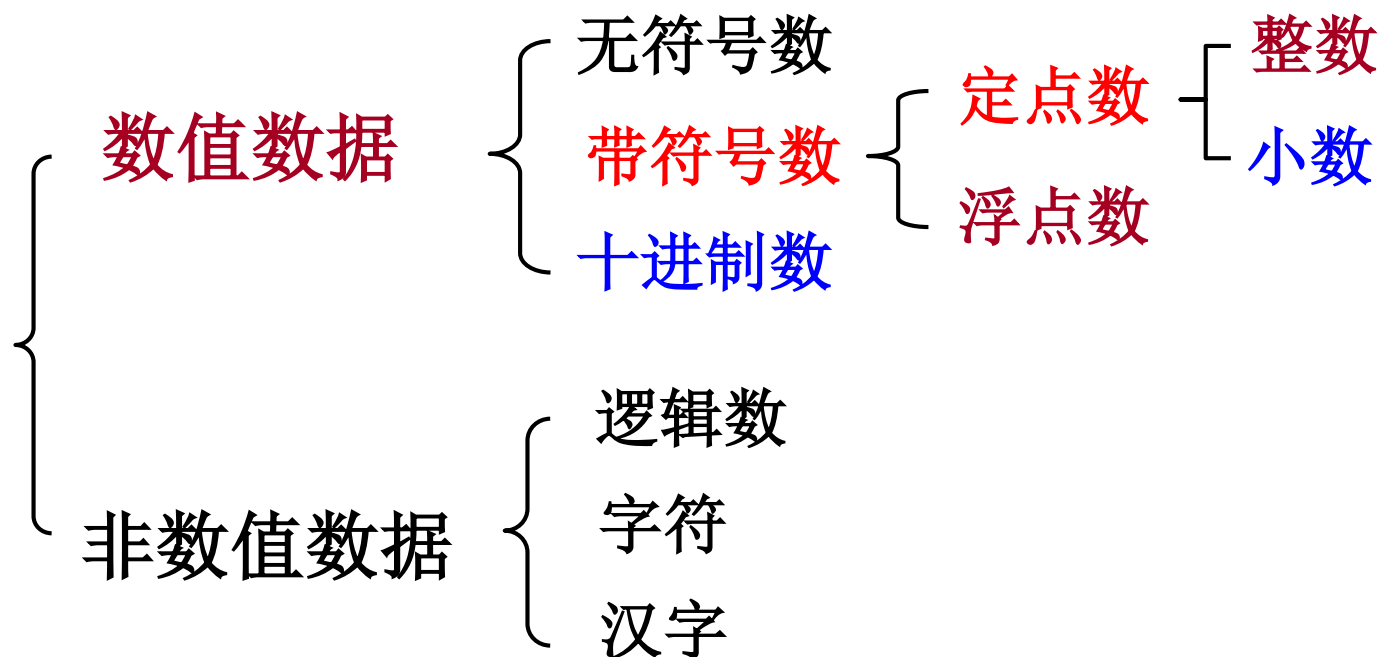 数值数据
无符号数
带符号数
定点数
整数
小数
浮点数
十进制数
非数值数据
逻辑数
字符
汉字